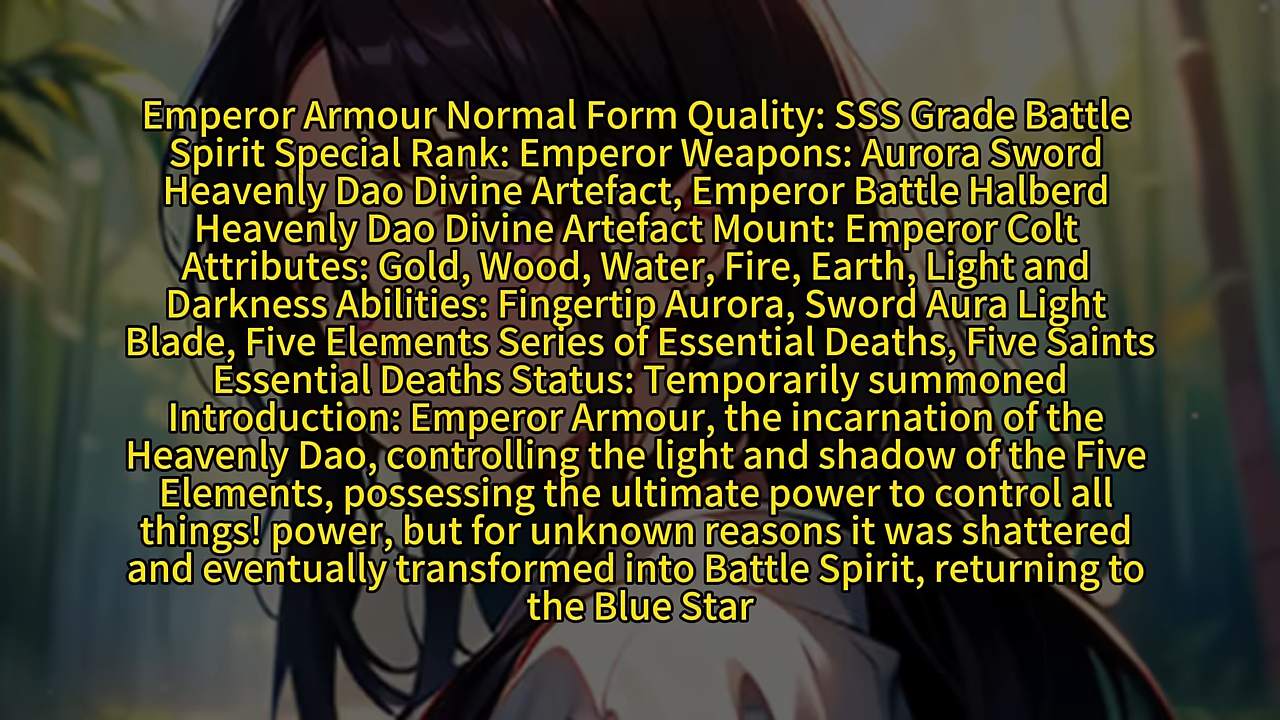 Emperor Armour Normal Form Quality: SSS Grade Battle
Spirit Special Rank: Emperor Weapons: Aurora Sword
Heavenly Dao Divine Artefact, Emperor Battle Halberd
Heavenly Dao Divine Artefact Mount: Emperor Colt
Attributes: Gold, Wood, Water, Fire, Earth, Light and
Darkness Abilities: Fingertip Aurora, Sword Aura Light
Blade, Five Elements Series of Essential Deaths, Five Saints
Essential Deaths Status: Temporarily summoned
Introduction: Emperor Armour, the incarnation of the
Heavenly Dao, controlling the light and shadow of the Five
Elements, possessing the ultimate power to control all
things! power, but for unknown reasons it was shattered
and eventually transformed into Battle Spirit, returning to
the Blue Star